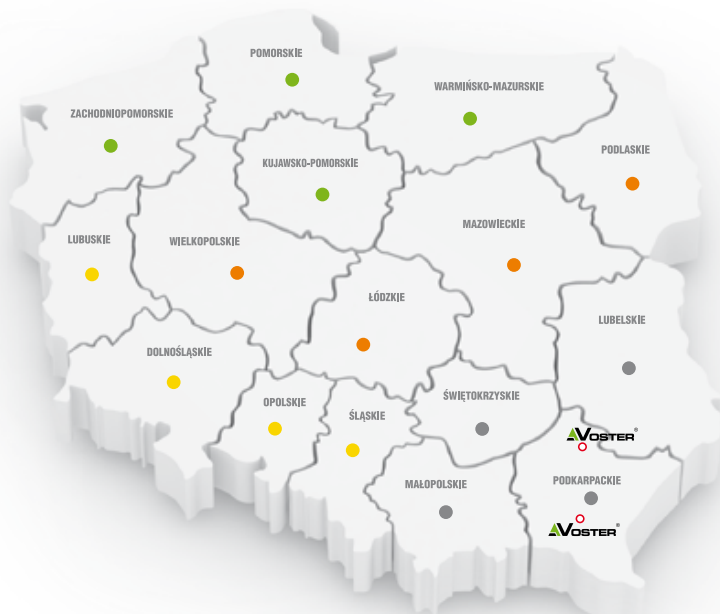 POMORSKIE
WARMIŃSKO-MAZURSKIE
ZACHODNIOPOMORSKIE
PODLASKIE
KUJAWSKO-POMORSKIE
MAZOWIECKIE
LUBUSKIE
WIELKOPOLSKIE
ŁÓDZKIE
LUBELSKIE
DOLNOŚLĄSKIE
ŚWIĘTOKRZYSKIE
OPOLSKIE
ŚLĄSKIE
VOSTER®
MAŁOPOLSKIE
PODKARPACKIE
VOSTER®